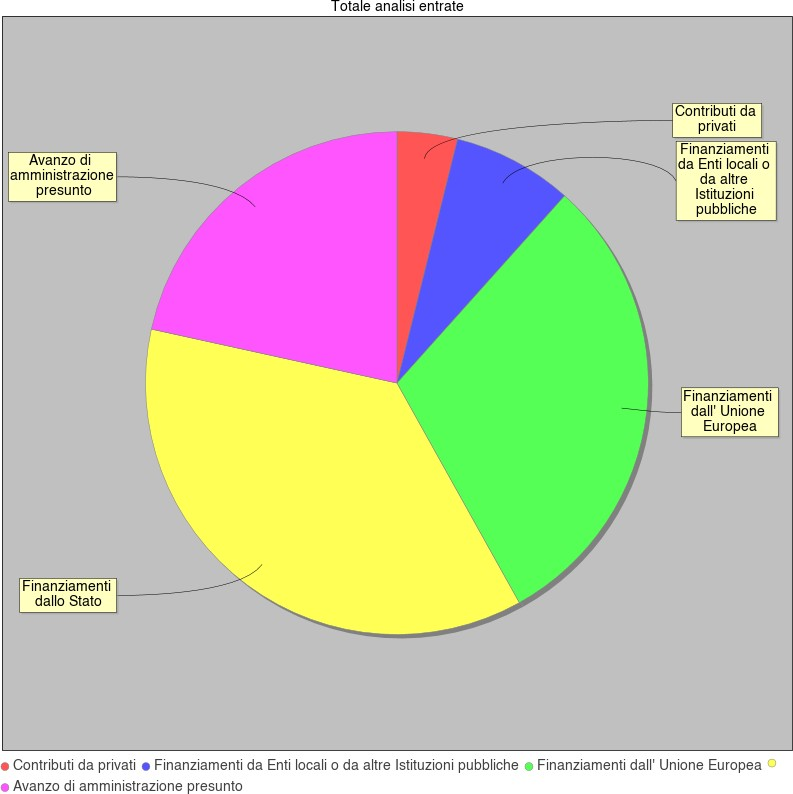 Totale analisi entrate
Contributi da
privati
Finanziamenti
da Enti locali o
da altre
Istituzioni
pubbliche
Avanzo di
amministrazione
presunto
Finanziamenti
dall' Unione
Europea
Finanziamenti
dallo Stato
Contributi da privati Finanziamenti da Enti locali o da altre Istituzioni pubbliche Finanziamenti dall' Unione Europea
Avanzo di amministrazione presunto